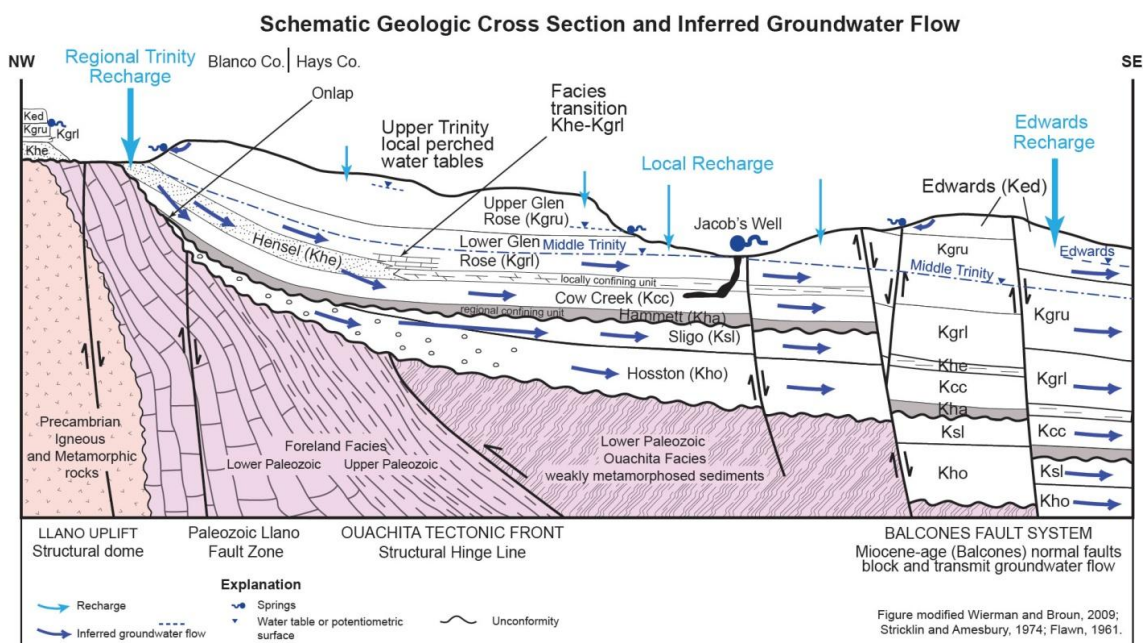 Schematic Geologic Cross Section and Inferred Groundwater Flow
NW
SE
Regional Trinity
Recharge
Blanco Co.
Hays Co.
Onlap
Facies
transition
Khe-Kgrl
Upper Trinity
local perched
water tables
Local Recharge
Edwards
Recharge
Edwards (Ked)
Ked
Kgru
Kgrl
Khe
Upper Glen
Rose (Kgru)
Jacob's Well
Lower Glen
Rose (Kgrl)
Middle Trinity
Hensel (Khe)
locally confining unit
Cow Creek (Kcc)
regional confining unit
Hammett (Kha)
Sligo (Ksl)
Hosston (Kho)
Kgru
Middle Trinity
Kgrl
Khe
Kcc
Kha
Ksl
Kho
Edwards
Kgru
Kgrl
Kcc
Ksl
Kho
Precambrian
Igneous
and Metamorphic
rocks
Foreland Facies
Lower Paleozoic
Upper Paleozoic
Lower Paleozoic
Ouachita Facies
weakly metamorphosed sediments
LLANO UPLIFT
Structural dome
Paleozoic Llano
Fault Zone
OUACHITA TECTONIC FRONT
Structural Hinge Line
BALCONES FAULT SYSTEM
Miocene-age (Balcones) normal faults
block and transmit groundwater flow
Explanation
Recharge
Inferred groundwater flow
Springs
Water table or potentiometric
surface
Unconformity
Figure modified Wierman and Broun, 2009;
Stricklin and Amesbury, 1974; Flawn, 1961.